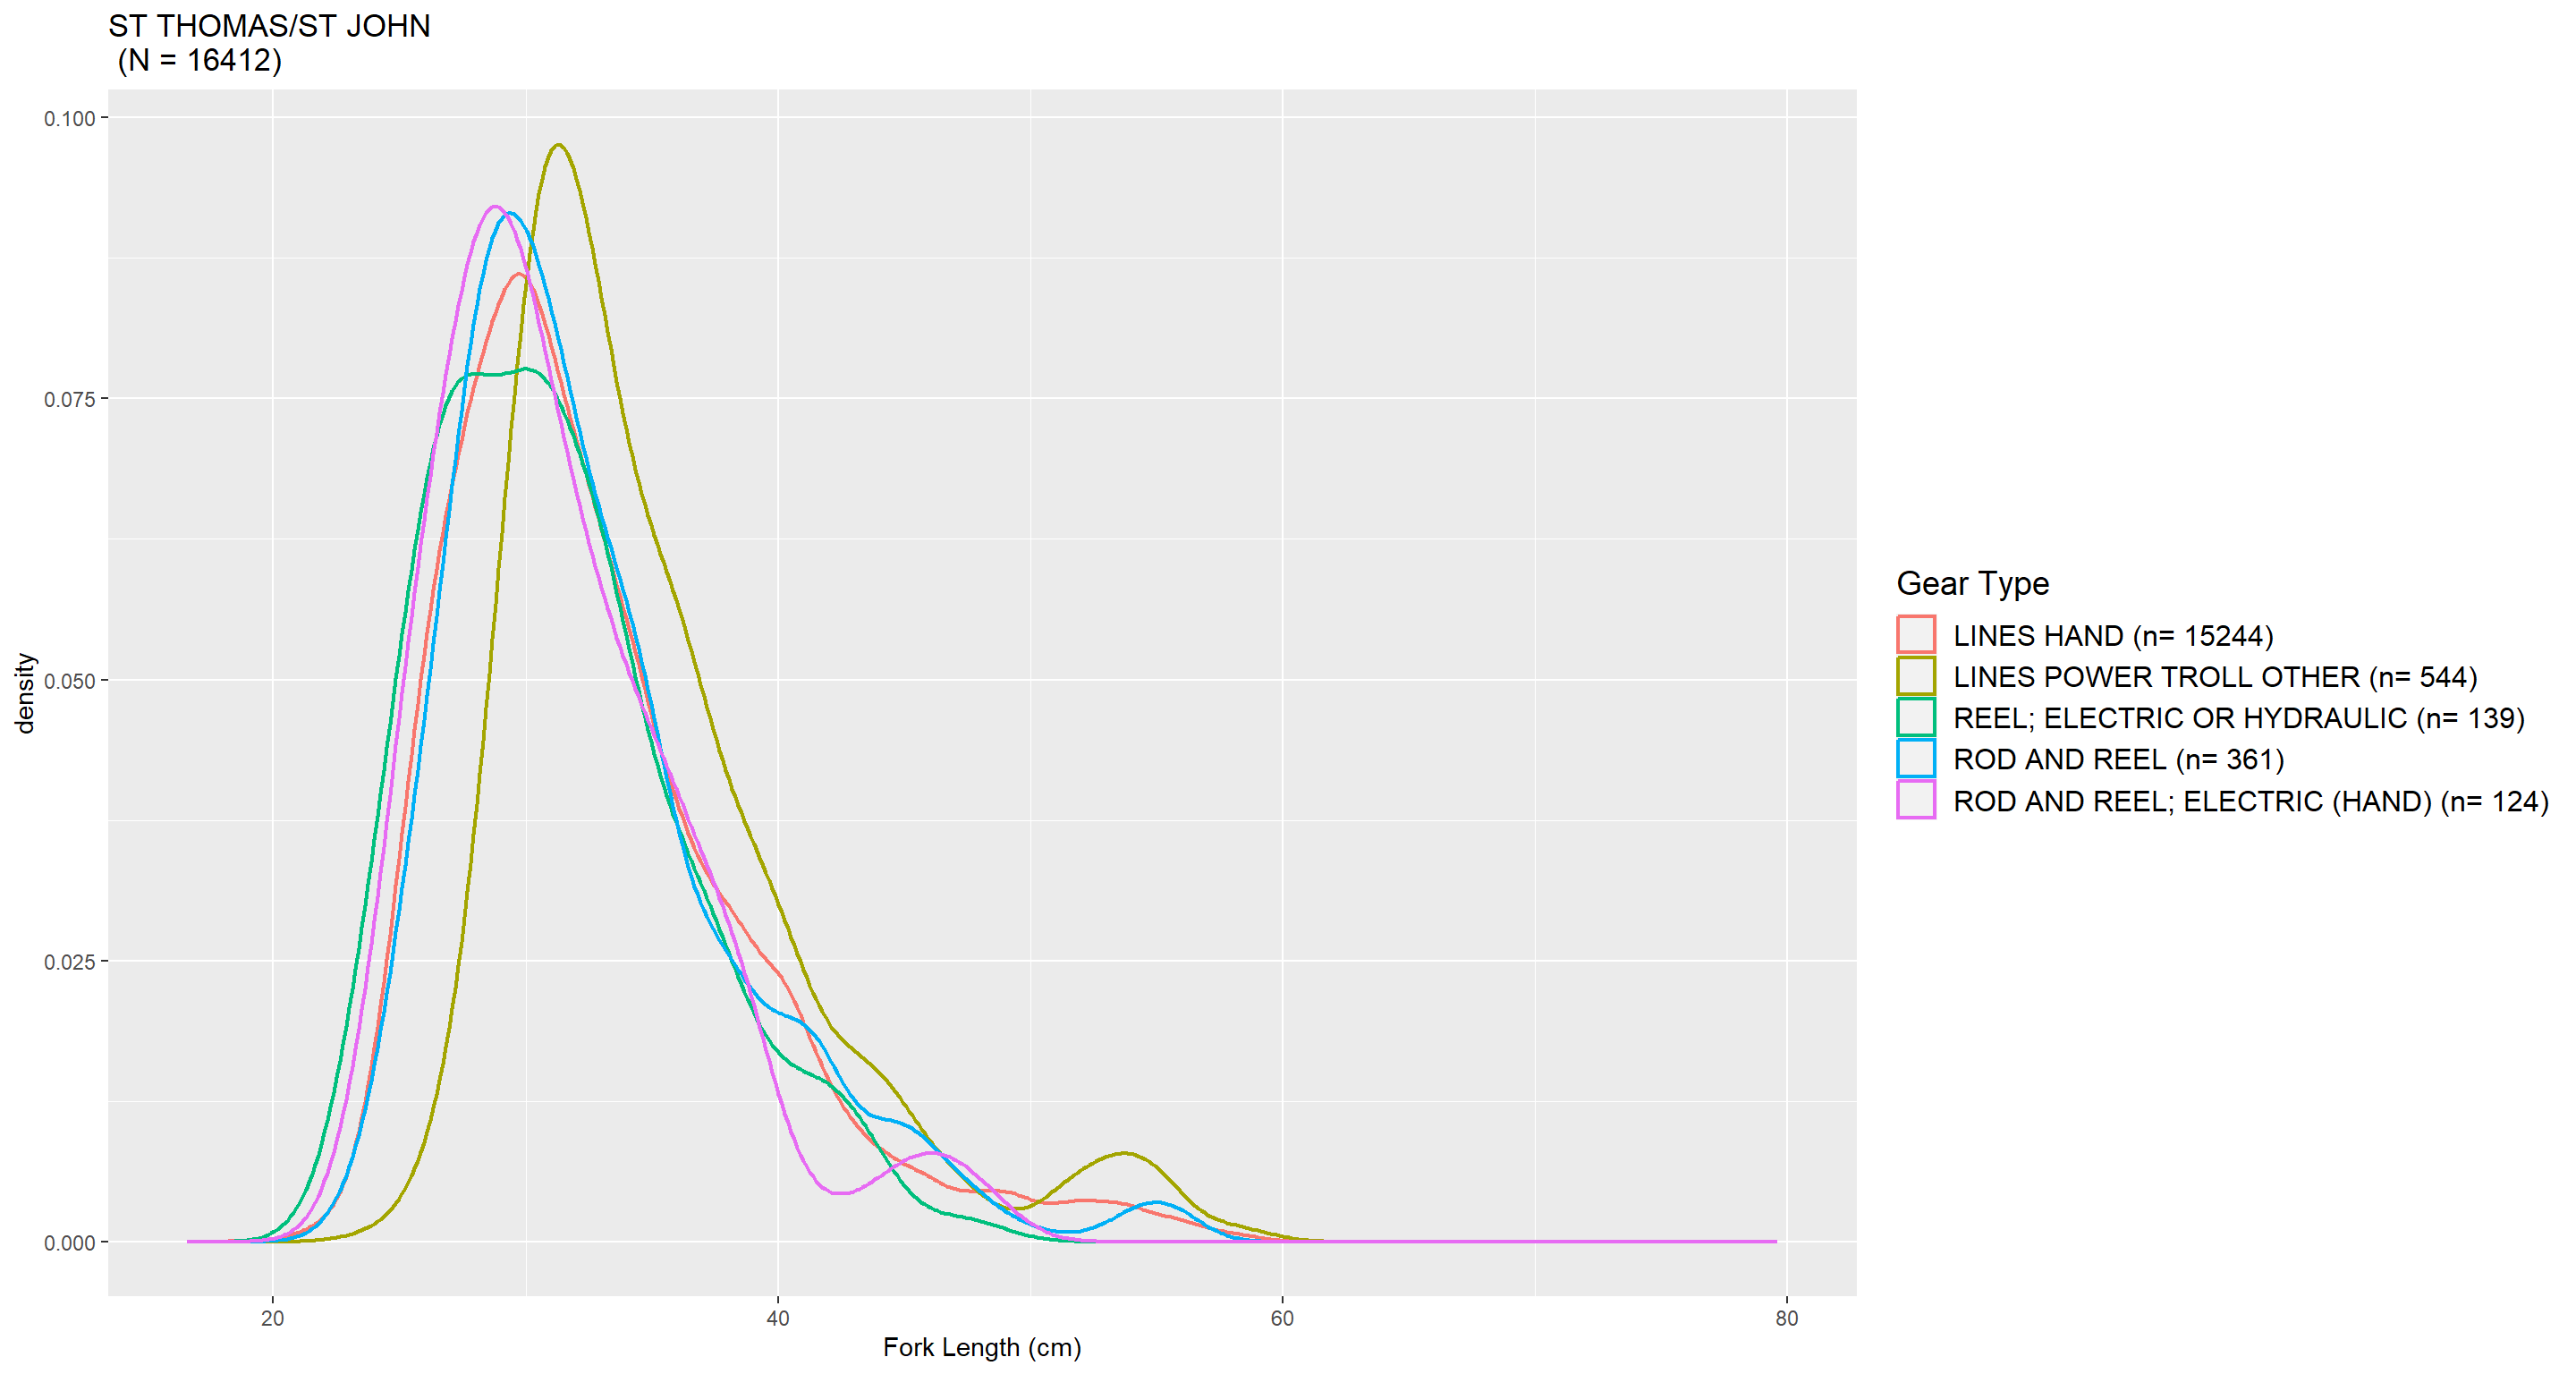 ST THOMAS/ST JOHN
(N = 16412)
0.100
0.075
0.050
0.025
0.000
density
20 40 60 80
Fork Length (cm)
Gear Type
LINES HAND (n= 15244)
LINES POWER TROLL OTHER (n= 544)
REEL; ELECTRIC OR HYDRAULIC (n= 139)
ROD AND REEL (n= 361)
ROD AND REEL; ELECTRIC (HAND) (n= 124)